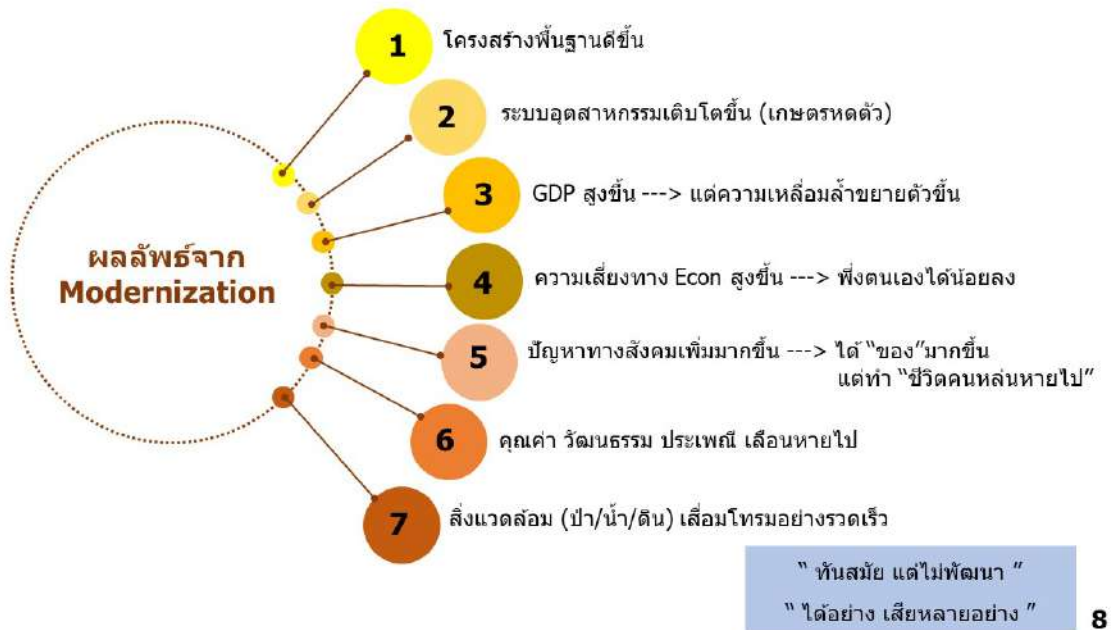 1 โครงสร้างพื้นฐานดีขึ้น
2 ระบบอุตสาหกรรมเติบโตขึ้น (เกษตรหดตัว)
3 GDP สูงขึ้น ---> แต่ความเหลื่อมล้ำขยายตัวขึ้น
ผลลัพธ์จาก
Modernization
4 ความเสี่ยงทาง Econ สูงขึ้น ---> พึ่งตนเองได้น้อยลง
5 ปัญหาทางสังคมเพิ่มมากขึ้น ---> ได้ “ของ”มากขึ้น
แต่ทำ “ชีวิตคนหล่นหายไป”
6 คุณค่า วัฒนธรรม ประเพณี เลือนหายไป
7 สิ่งแวดล้อม (ป่า/น้ำ/ดิน) เสื่อมโทรมอย่างรวดเร็ว
“ ทันสมัย แต่ไม่พัฒนา ”
“ ได้อย่าง เสียหลายอย่าง ”
8